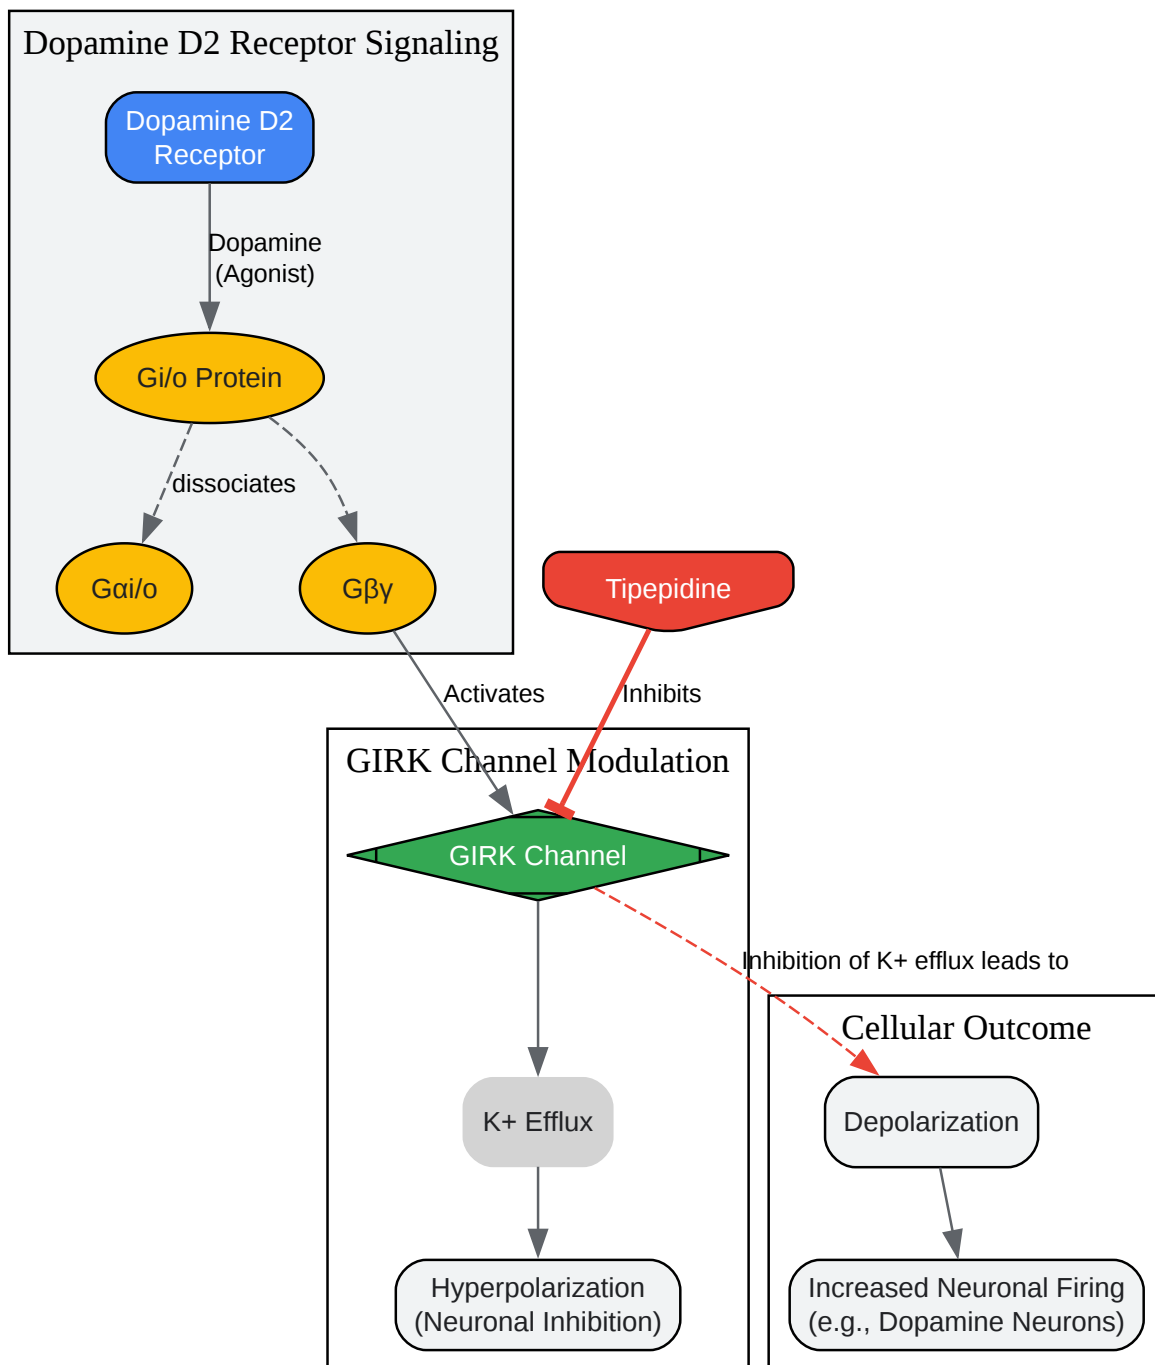 Dopamine D2 Receptor Signaling
Dopamine D2
Receptor
Dopamine
(Agonist)
Gi/o Protein
dissociates
Gαi/o
Gβγ
Tipepidine
Activates
Inhibits
GIRK Channel Modulation
GIRK Channel
Inhibition of K+ efflux leads to
Cellular Outcome
K+ Efflux
Depolarization
Hyperpolarization
(Neuronal Inhibition)
Increased Neuronal Firing
(e.g., Dopamine Neurons)